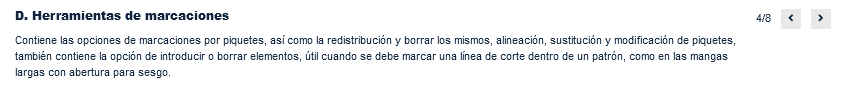 D. Herramientas de marcaciones
4/8
Contiene las opciones de marcaciones por piquetes, así como la redistribución y borrar los mismos, alineación, sustitución y modificación de piquetes,
también contiene la opción de introducir o borrar elementos, útil cuando se debe marcar una línea de corte dentro de un patrón, como en las mangas
largas con abertura para sesgo.